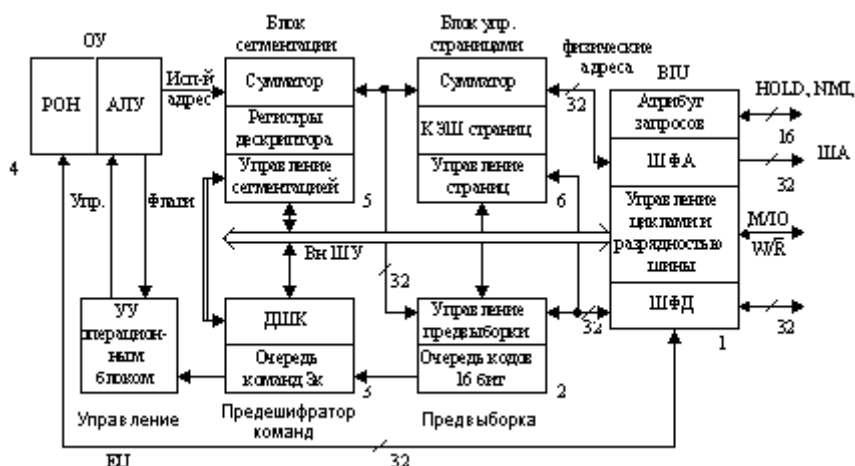 Блок
сегментации
Блок упр.
страницами
физические
адреса
ОУ
BIU
РОН
АЛУ
Исп-й
адрес
Сумматор
Регистры
дескриптора
Управление
сегментацией
5
Сумматор
КЭШ страниц
Управление
страниц
6
32
Атрибут
запросов
ШФА
Управление
циклами и
разрядностью
шины
ШФД
1
HOLD, NMI,
16
ША
32
М/IO
W/R
32
4
Упр.
Флаги
Вн ШУ
32
32
УУ
операцион-
ным
блоком
ДШК
Очередь
команд 3к
3
Управление
предвыборки
Очередь кодов
16 бит
2
Управление
Предешифратор
команд
Предвыборка
EU
32